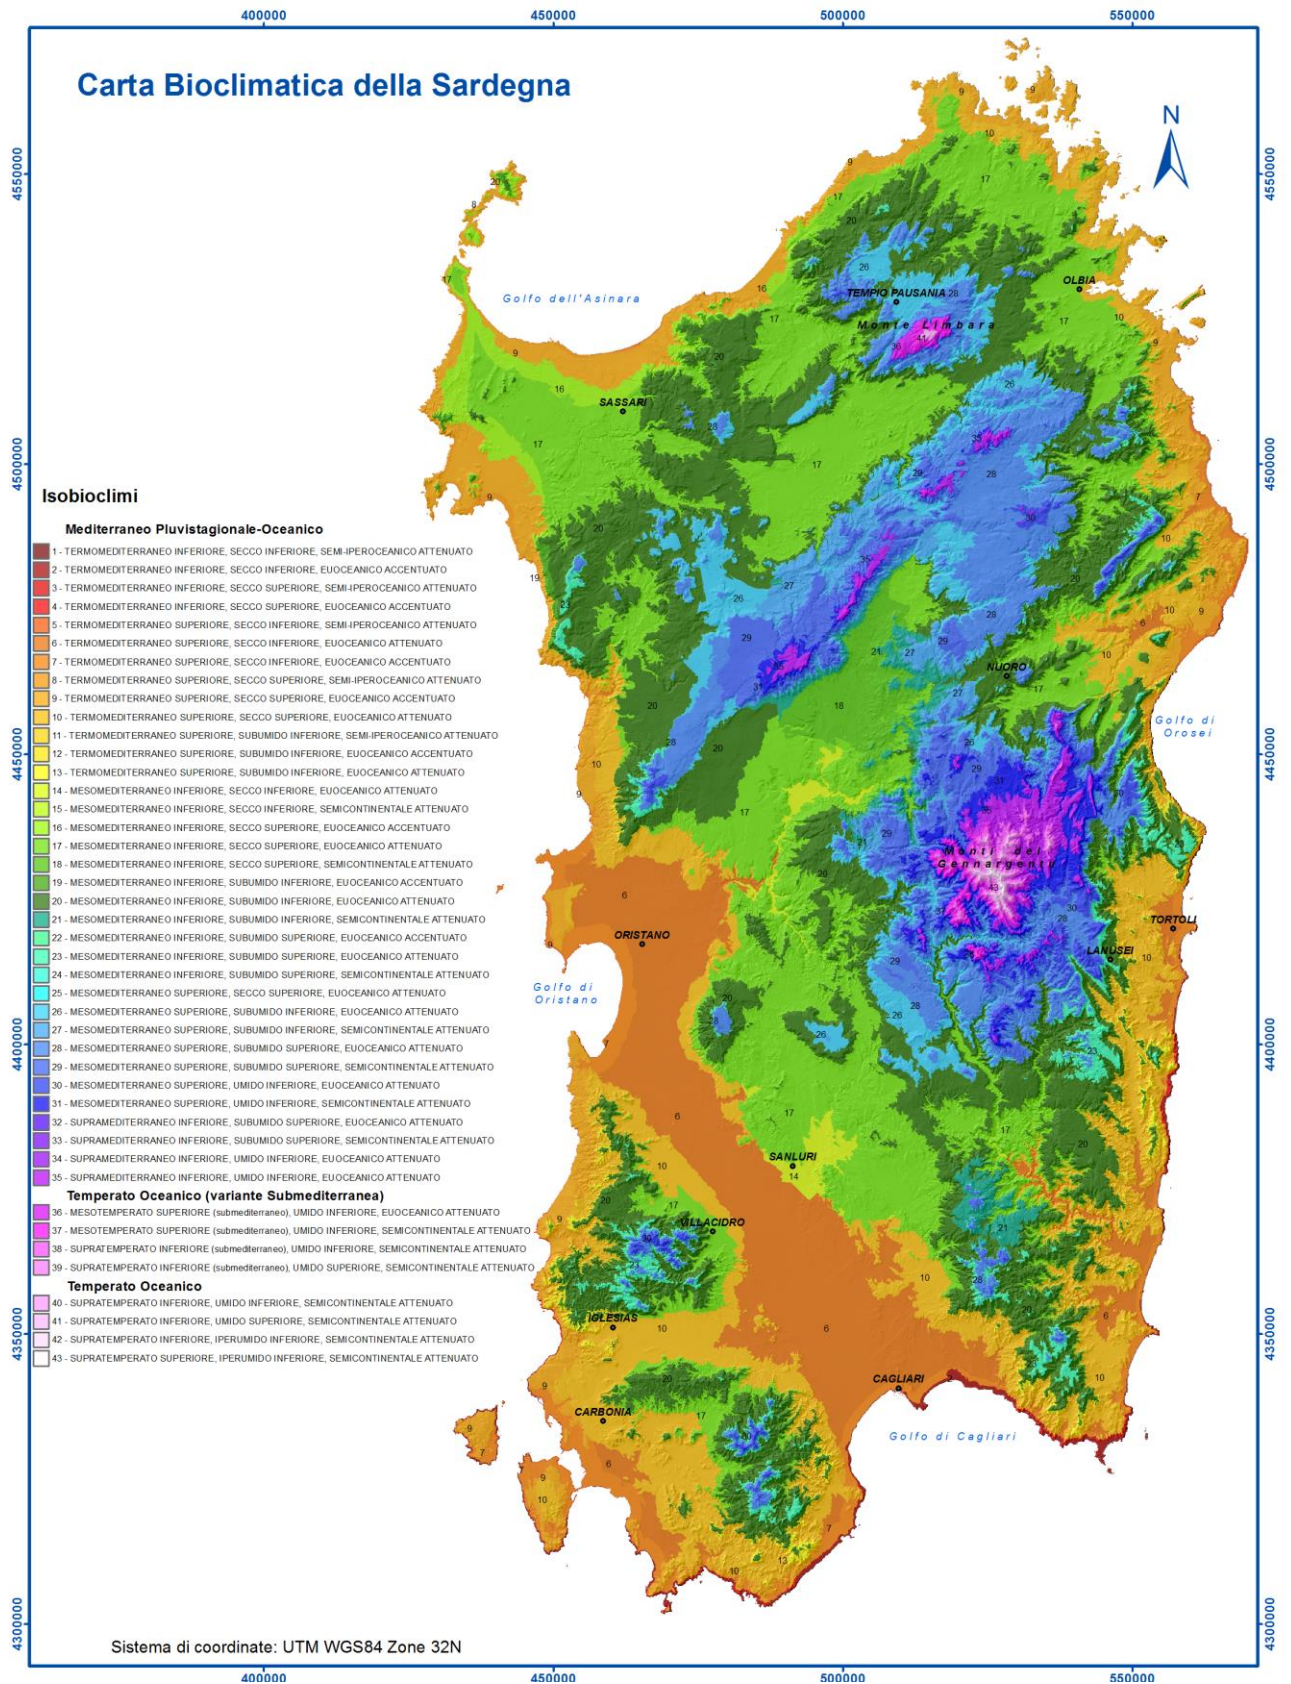 400000 450000 500000 550000
Carta Bioclimatica della Sardegna
N
4550000 4550000
Golfo dell'Asinara
OLBIA
TEMPIO PAUSANIA
Monte Limbara
SASSARI
4500000 4500000
Isobioclimi
Mediterraneo Pluvistagionale-Oceanico
1 - TERMOMEDITERRANEO INFERIORE, SECCO INFERIORE, SEMI-IPEROCEANICO ATTENUATO
2 - TERMOMEDITERRANEO INFERIORE, SECCO INFERIORE, EUOCEANICO ACCENTUATO
3 - TERMOMEDITERRANEO INFERIORE, SECCO SUPERIORE, SEMI-IPEROCEANICO ATTENUATO
4 - TERMOMEDITERRANEO INFERIORE, SECCO SUPERIORE, EUOCEANICO ACCENTUATO
5 - TERMOMEDITERRANEO SUPERIORE, SECCO INFERIORE, SEMI-IPEROCEANICO ATTENUATO
6 - TERMOMEDITERRANEO SUPERIORE, SECCO INFERIORE, EUOCEANICO ATTENUATO
7 - TERMOMEDITERRANEO SUPERIORE, SECCO INFERIORE, EUOCEANICO ACCENTUATO
8 - TERMOMEDITERRANEO SUPERIORE, SECCO SUPERIORE, SEMI-IPEROCEANICO ATTENUATO
9 - TERMOMEDITERRANEO SUPERIORE, SECCO SUPERIORE, EUOCEANICO ACCENTUATO
10 - TERMOMEDITERRANEO SUPERIORE, SECCO SUPERIORE, EUOCEANICO ATTENUATO
11 - TERMOMEDITERRANEO SUPERIORE, SUBUMIDO INFERIORE, SEMI-IPEROCEANICO ATTENUATO
12 - TERMOMEDITERRANEO SUPERIORE, SUBUMIDO INFERIORE, EUOCEANICO ACCENTUATO
13 - TERMOMEDITERRANEO SUPERIORE, SUBUMIDO INFERIORE, EUOCEANICO ATTENUATO
14 - MESOMEDITERRANEO INFERIORE, SECCO INFERIORE, EUOCEANICO ATTENUATO
15 - MESOMEDITERRANEO INFERIORE, SECCO INFERIORE, SEMICONTINENTALE ATTENUATO
16 - MESOMEDITERRANEO INFERIORE, SECCO SUPERIORE, EUOCEANICO ACCENTUATO
17 - MESOMEDITERRANEO INFERIORE, SECCO SUPERIORE, EUOCEANICO ATTENUATO
18 - MESOMEDITERRANEO INFERIORE, SECCO SUPERIORE, SEMICONTINENTALE ATTENUATO
19 - MESOMEDITERRANEO INFERIORE, SUBUMIDO INFERIORE, EUOCEANICO ACCENTUATO
20 - MESOMEDITERRANEO INFERIORE, SUBUMIDO INFERIORE, EUOCEANICO ATTENUATO
21 - MESOMEDITERRANEO INFERIORE, SUBUMIDO INFERIORE, SEMICONTINENTALE ATTENUATO
22 - MESOMEDITERRANEO INFERIORE, SUBUMIDO SUPERIORE, EUOCEANICO ACCENTUATO
23 - MESOMEDITERRANEO INFERIORE, SUBUMIDO SUPERIORE, EUOCEANICO ATTENUATO
24 - MESOMEDITERRANEO INFERIORE, SUBUMIDO SUPERIORE, SEMICONTINENTALE ATTENUATO
25 - MESOMEDITERRANEO SUPERIORE, SECCO SUPERIORE, EUOCEANICO ATTENUATO
26 - MESOMEDITERRANEO SUPERIORE, SUBUMIDO INFERIORE, EUOCEANICO ATTENUATO
27 - MESOMEDITERRANEO SUPERIORE, SUBUMIDO INFERIORE, SEMICONTINENTALE ATTENUATO
28 - MESOMEDITERRANEO SUPERIORE, SUBUMIDO SUPERIORE, EUOCEANICO ATTENUATO
29 - MESOMEDITERRANEO SUPERIORE, SUBUMIDO SUPERIORE, SEMICONTINENTALE ATTENUATO
30 - MESOMEDITERRANEO SUPERIORE, UMIDO INFERIORE, EUOCEANICO ATTENUATO
31 - MESOMEDITERRANEO SUPERIORE, UMIDO INFERIORE, SEMICONTINENTALE ATTENUATO
32 - SUPRAMEDITERRANEO INFERIORE, SUBUMIDO SUPERIORE, EUOCEANICO ATTENUATO
33 - SUPRAMEDITERRANEO INFERIORE, SUBUMIDO SUPERIORE, SEMICONTINENTALE ATTENUATO
34 - SUPRAMEDITERRANEO INFERIORE, UMIDO INFERIORE, EUOCEANICO ATTENUATO
35 - SUPRAMEDITERRANEO INFERIORE, UMIDO INFERIORE, EUOCEANICO ATTENUATO
Temperato Oceanico (variante Submediterranea)
36 - MESOTEMPERATO SUPERIORE (submediterraneo), UMIDO INFERIORE, EUOCEANICO ATTENUATO
37 - MESOTEMPERATO SUPERIORE (submediterraneo), UMIDO INFERIORE, SEMICONTINENTALE ATTENUATO
38 - SUPRATEMPERATO INFERIORE (submediterraneo), UMIDO INFERIORE, SEMICONTINENTALE ATTENUATO
39 - SUPRATEMPERATO INFERIORE (submediterraneo), UMIDO SUPERIORE, SEMICONTINENTALE ATTENUATO
Temperato Oceanico
40 - SUPRATEMPERATO INFERIORE, UMIDO INFERIORE, SEMICONTINENTALE ATTENUATO
41 - SUPRATEMPERATO INFERIORE, UMIDO SUPERIORE, SEMICONTINENTALE ATTENUATO
42 - SUPRATEMPERATO INFERIORE, IPERUMIDO INFERIORE, SEMICONTINENTALE ATTENUATO
43 - SUPRATEMPERATO SUPERIORE, IPERUMIDO INFERIORE, SEMICONTINENTALE ATTENUATO
NUORO
Golfo di
Orosei
4450000 4450000
Monti del
Gennargentu
TORTOLI
ORISTANO
LANUSEI
Golfo di
Oristano
4400000 4400000
SANLURI
VILLACIDRO
IGLESIAS
4350000 4350000
CAGLIARI
CARBONIA
Golfo di Cagliari
4300000 4300000
Sistema di coordinate: UTM WGS84 Zone 32N
400000 450000 500000 550000